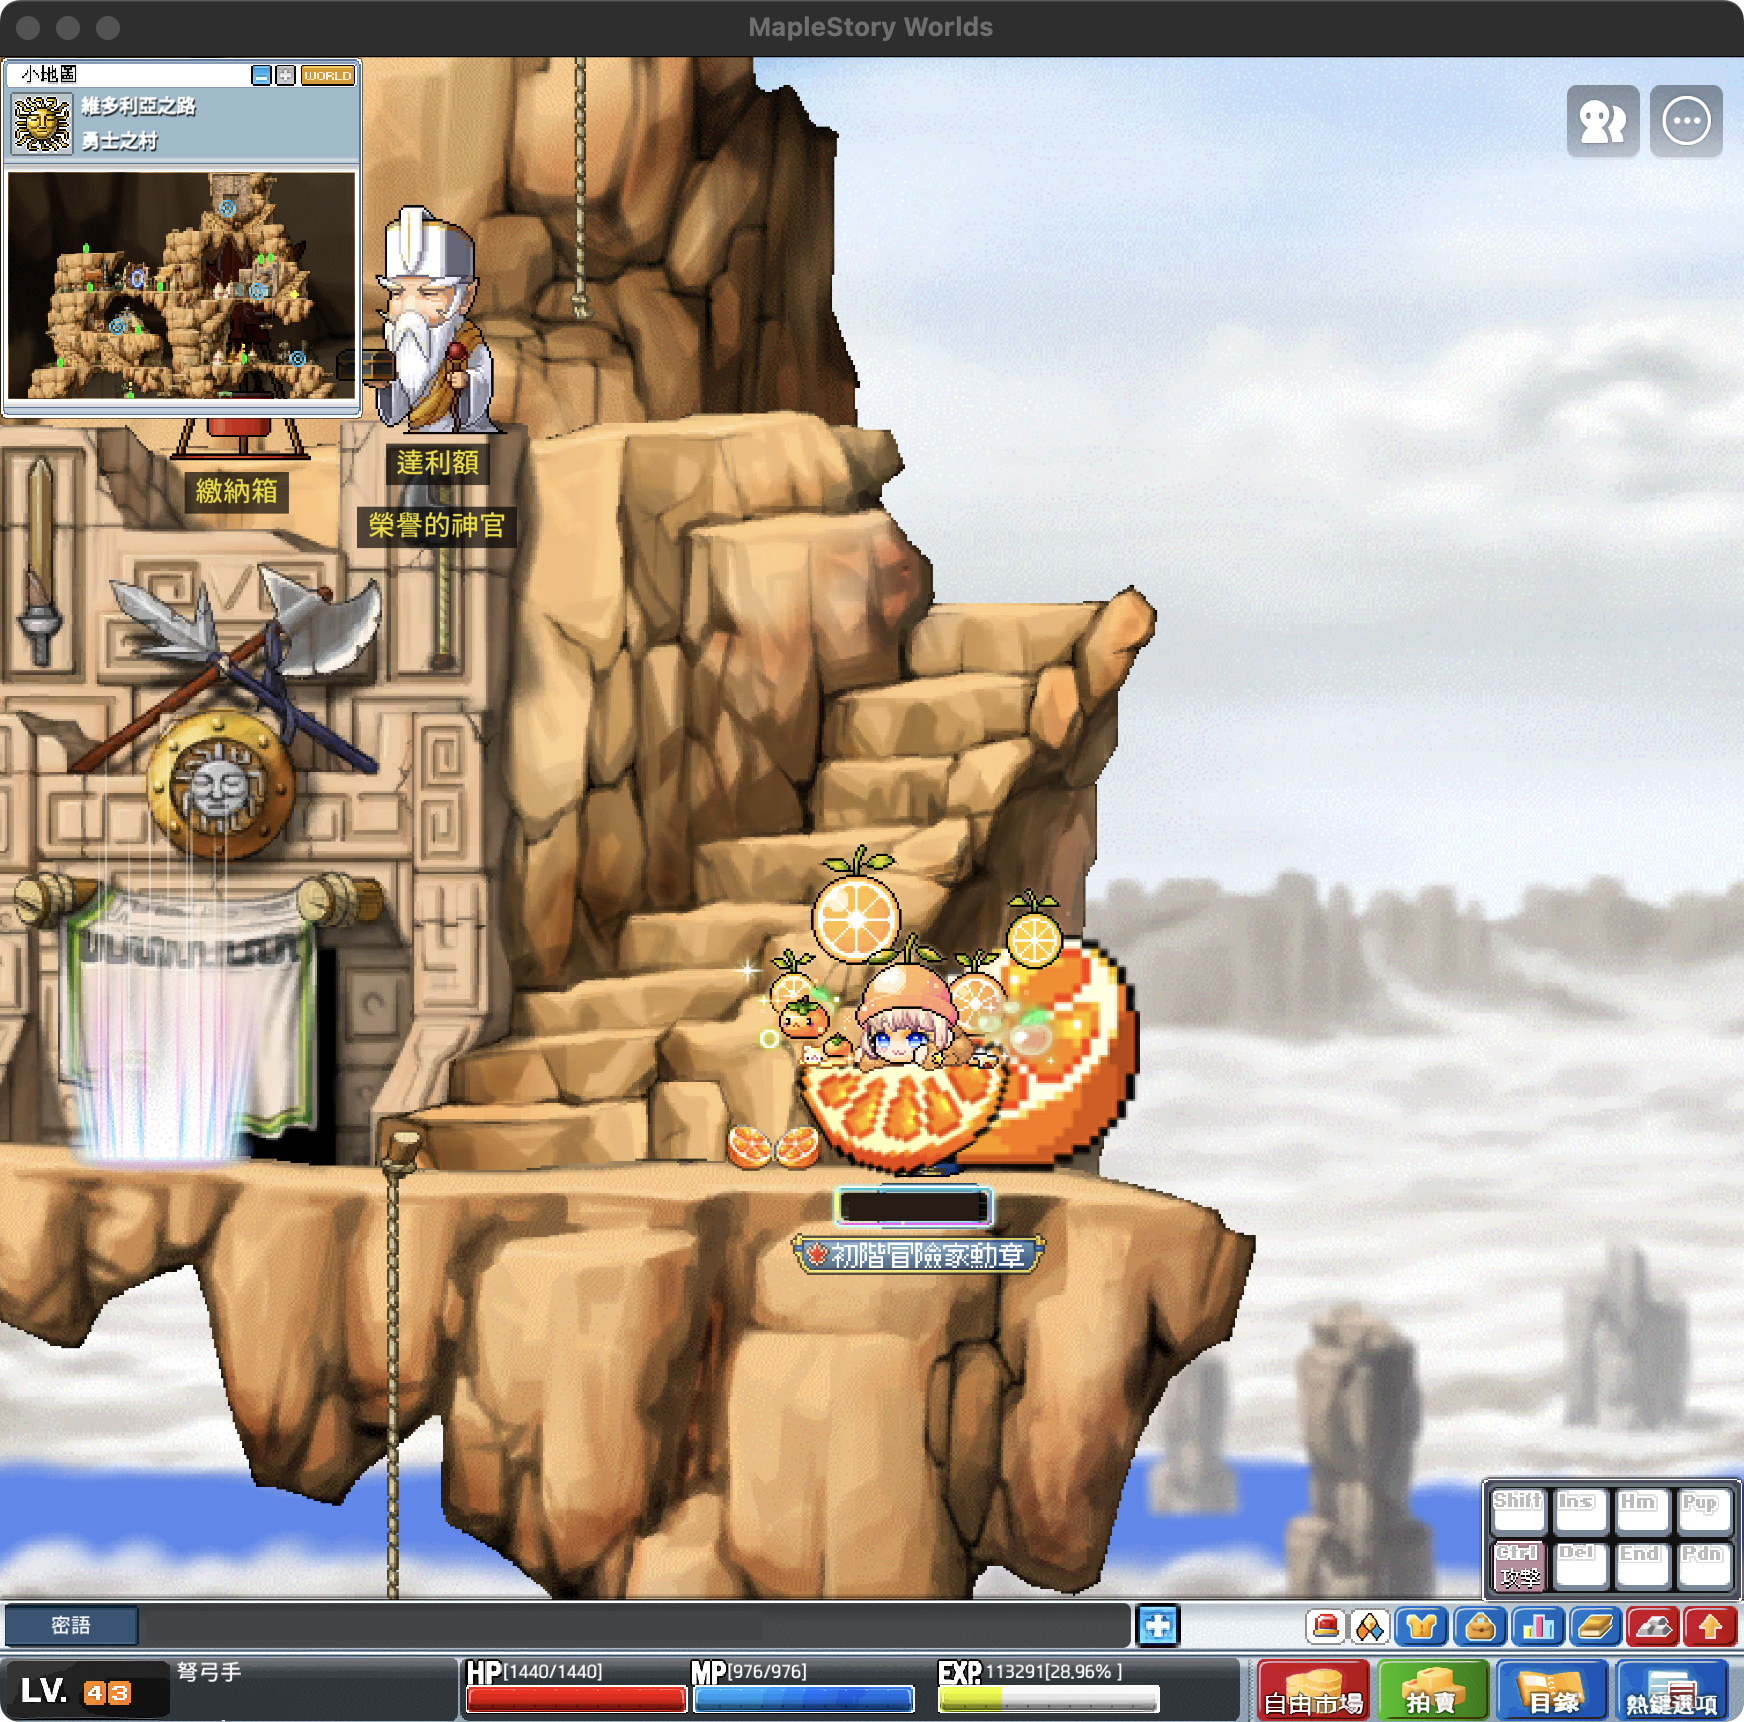 MapleStory Worlds
小地圖
WORLD
維多利亞之路
勇士之村
達利額
繳納箱
榮譽的神官
初階冒險家勳章
Shift
Ins
Hm
Pup
Ctrl
攻擊
Del
End
Pdn
密語
LV. 43
弩弓手
HP[1440/1440]
MP[976/976]
EXP.113291[28.96% ]
自由市場
拍賣
目錄
熱鍵選項